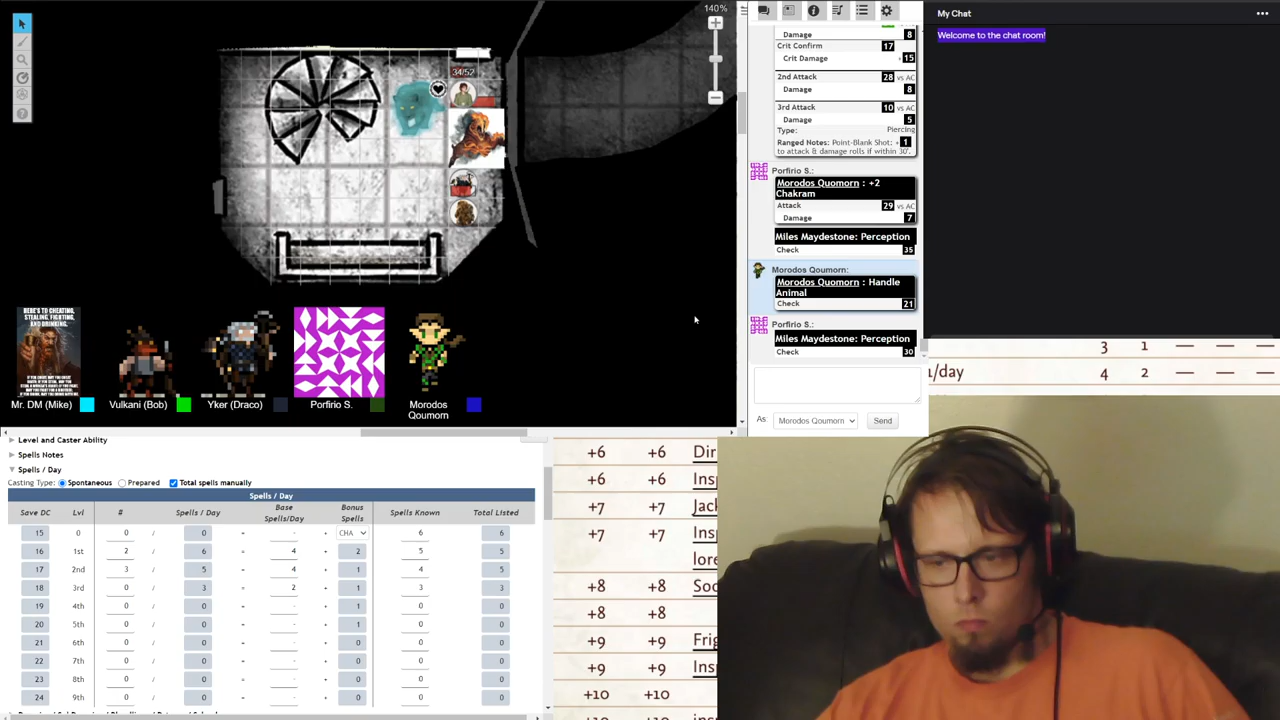 140%
34/52
HERE'S TO CHEATING,
STEALING, FIGHTING,
AND DRINKING.
Mr. DM (Mike)
Vulkani (Bob)
Yker (Draco)
Porfirio S.
Morodos
Quomorn
Damage 8
Crit Confirm 17
Crit Damage +15
2nd Attack 28 vs AC
Damage 8
3rd Attack 10 vs AC
Damage 5
Type: Piercing
Ranged Notes: Point-Blank Shot: +1
to attack & damage rolls if within 30'.
Porfirio S.:
Morodos Quomorn : +2
Chakram
Attack 29 vs AC
Damage 7
Miles Maydestone: Perception
Check 35
Morodos Quomorn:
Morodos Quomorn : Handle
Animal
Check 21
Porfirio S.:
Miles Maydestone: Perception
Check 30
As: Morodos Quomorn Send
My Chat
Welcome to the chat room!
3 1 — — —
/day 4 2 — — —
Level and Caster Ability
Spells Notes
Spells / Day
Casting Type: Spontaneous Prepared Total spells manually
Spells / Day
Save DC Lvl # Spells / Day Base Spells/Day Bonus Spells Spells Known Total Listed
15 0 0 / 0 = - + CHA 6 6
16 1st 2 / 6 = 4 + 2 5 5
17 2nd 3 / 5 = 4 + 1 4 5
18 3rd 0 / 3 = 2 + 1 3 3
19 4th 0 / 0 = - + 1 0 0
20 5th 0 / 0 = - + 1 0 0
21 6th 0 / 0 = - + 0 0 0
22 7th 0 / 0 = - + 0 0 0
23 8th 0 / 0 = - + 0 0 0
24 9th 0 / 0 = - + 0 0 0
+6 +6 Dir
+6 +6 Insp
+7 +7 Jack
+7 +7 Insp
lore
+8 +8 Soo
+8 +8
+9 +9 Frig
+9 +9 Insp
+10 +10